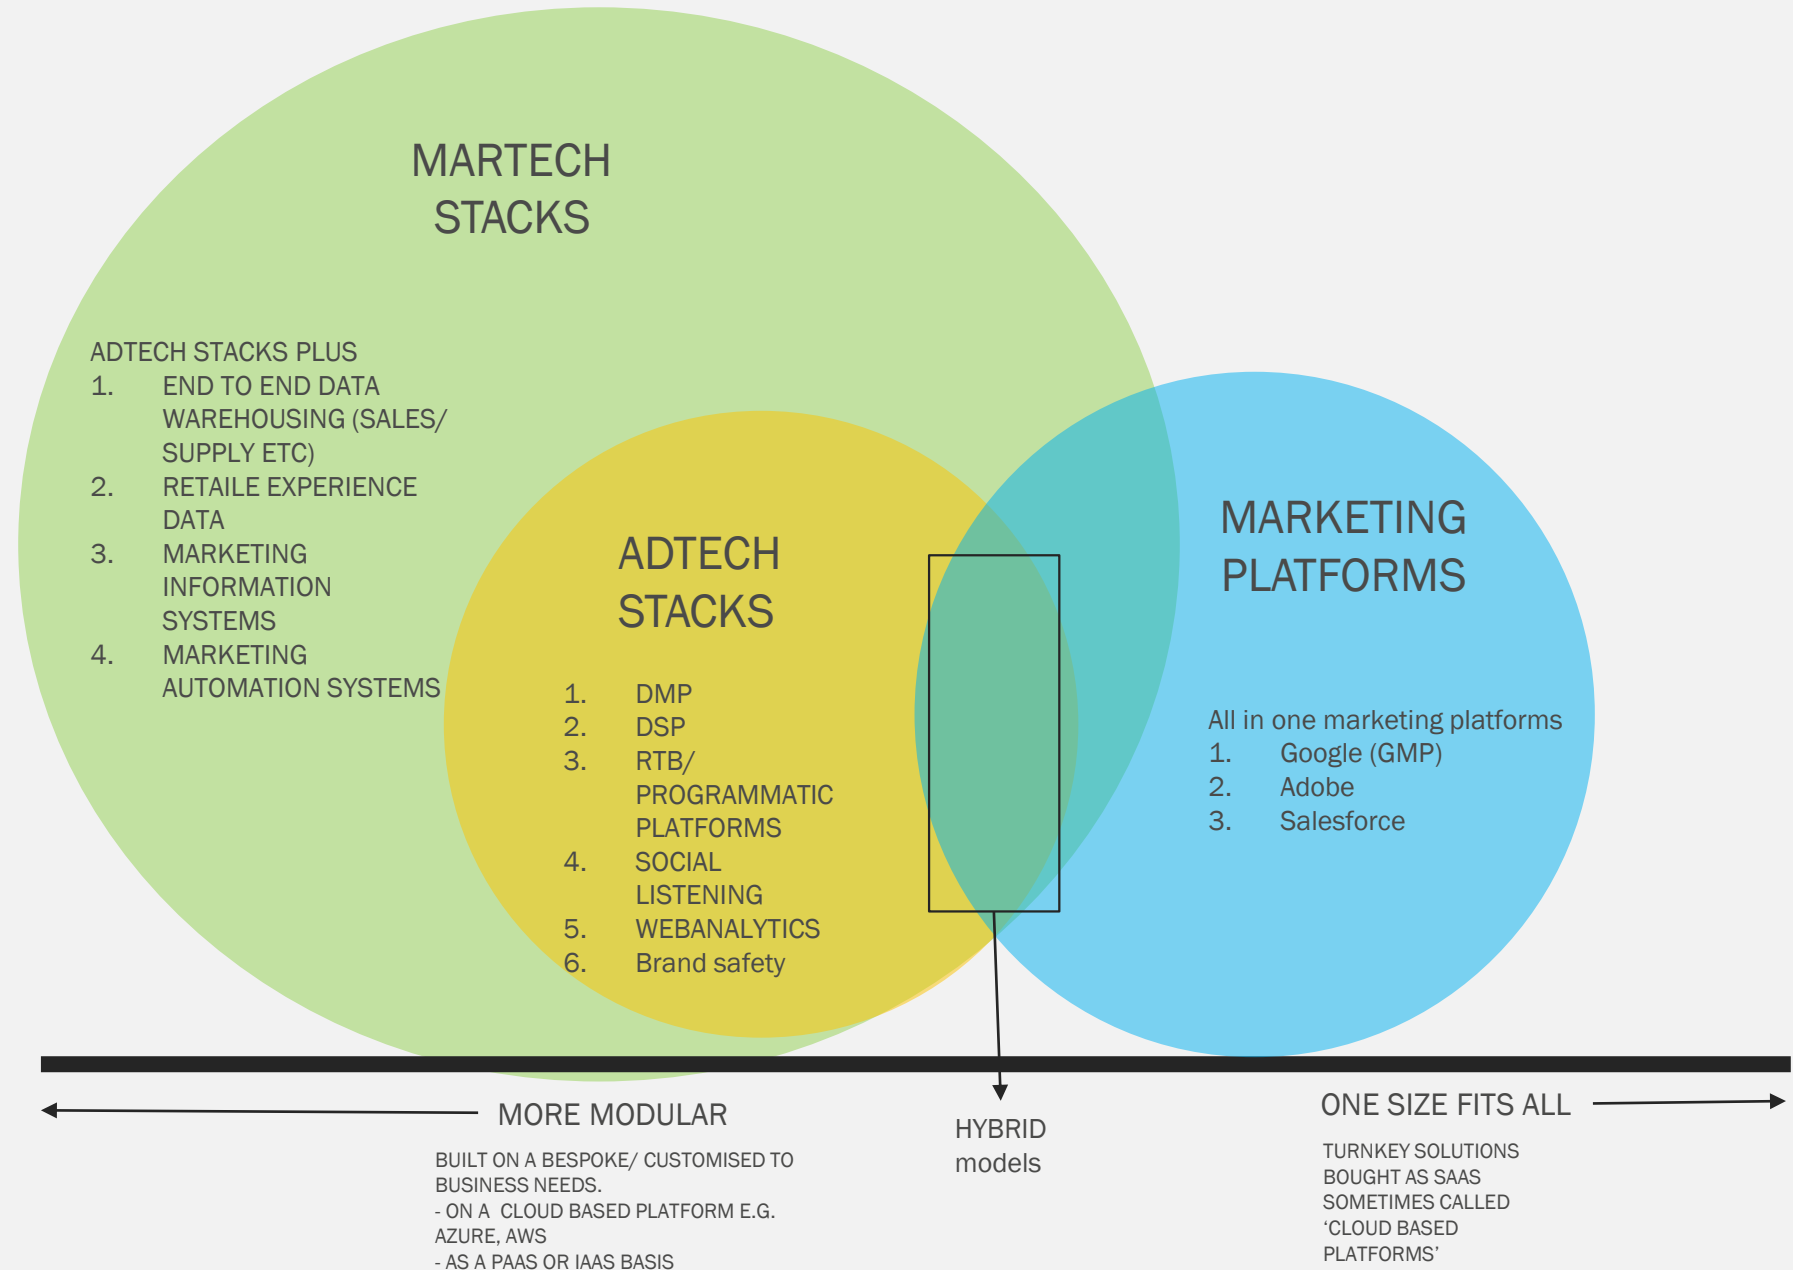 MARTECH
STACKS
ADTECH STACKS PLUS
1. END TO END DATA
WAREHOUSING (SALES/
SUPPLY ETC)
2. RETAILE EXPERIENCE
DATA
3. MARKETING
INFORMATION
SYSTEMS
4. MARKETING
AUTOMATION SYSTEMS
ADTECH
STACKS
1. DMP
2. DSP
3. RTB/
PROGRAMMATIC
PLATFORMS
4. SOCIAL
LISTENING
5. WEBANALYTICS
6. Brand safety
MARKETING
PLATFORMS
All in one marketing platforms
1. Google (GMP)
2. Adobe
3. Salesforce
MORE MODULAR
BUILT ON A BESPOKE/ CUSTOMISED TO
BUSINESS NEEDS.
- ON A CLOUD BASED PLATFORM E.G.
AZURE, AWS
- AS A PAAS OR IAAS BASIS
HYBRID
models
ONE SIZE FITS ALL
TURNKEY SOLUTIONS
BOUGHT AS SAAS
SOMETIMES CALLED
‘CLOUD BASED
PLATFORMS’